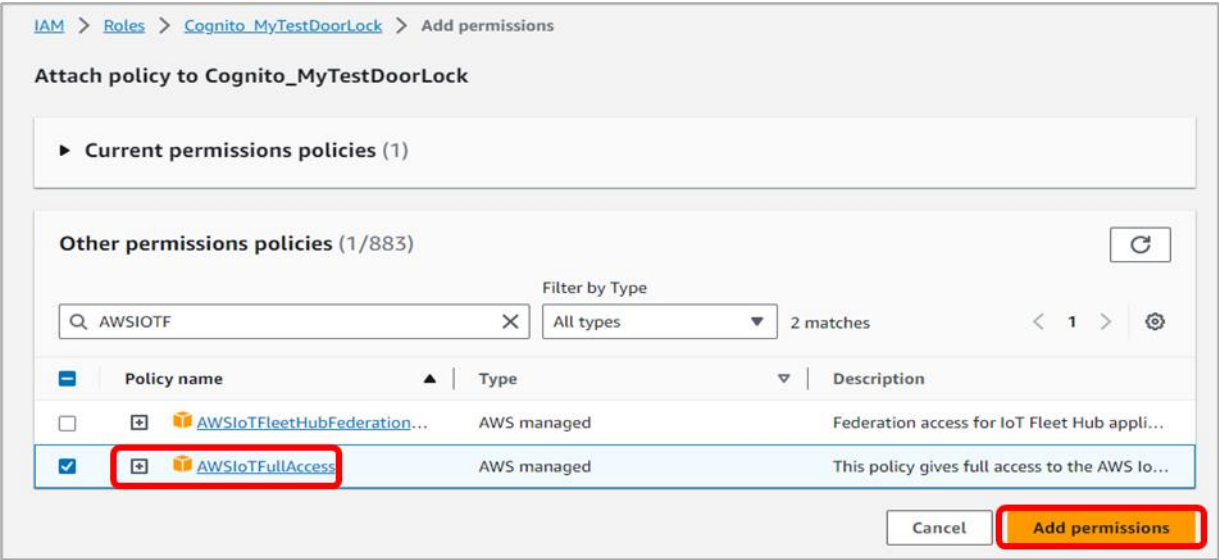 IAM > Roles > Cognito_MyTestDoorLock > Add permissions
Attach policy to Cognito_MyTestDoorLock
Current permissions policies (1)
Other permissions policies (1/883)
Filter by Type
AWSIOTF All types 2 matches < 1 >
Policy name Type Description
AWSIoTFleetHubFederation... AWS managed Federation access for IoT Fleet Hub appli...
AWSIoTFullAccess AWS managed This policy gives full access to the AWS Io...
Cancel Add permissions